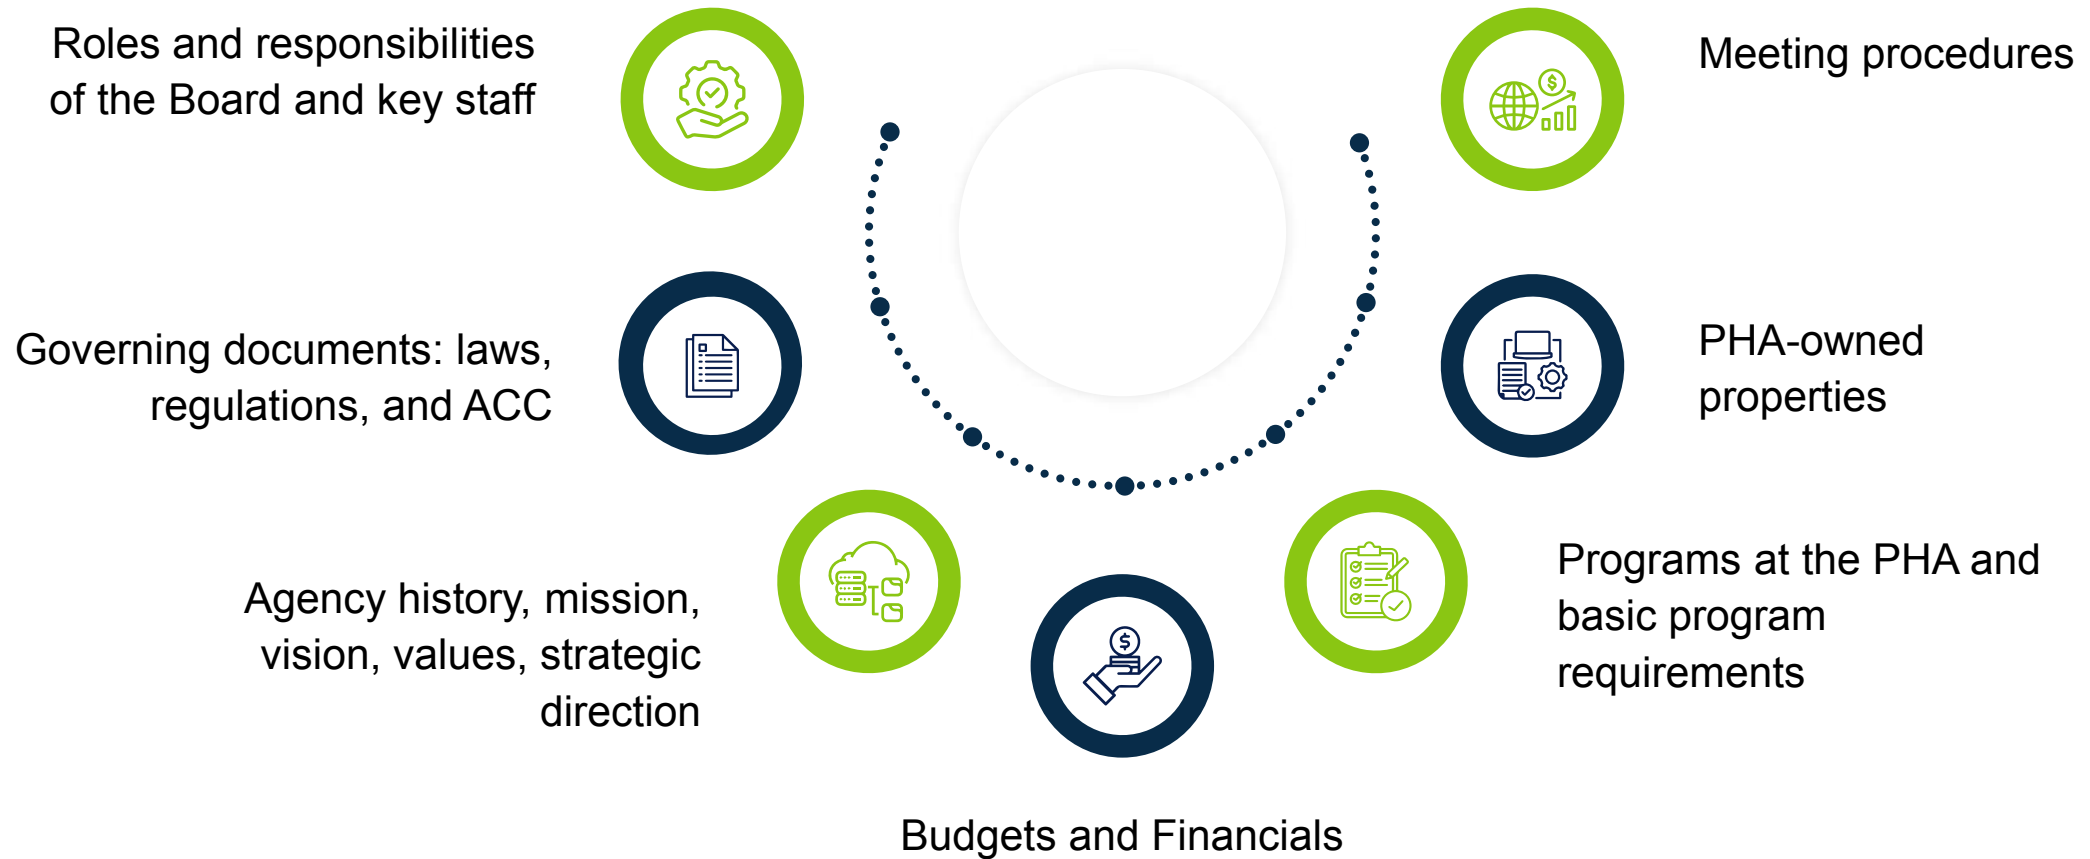 Roles and responsibilities
of the Board and key staff
Governing documents: laws,
regulations, and ACC
Agency history, mission,
vision, values, strategic
direction
Budgets and Financials
Programs at the PHA and
basic program
requirements
PHA-owned
properties
Meeting procedures